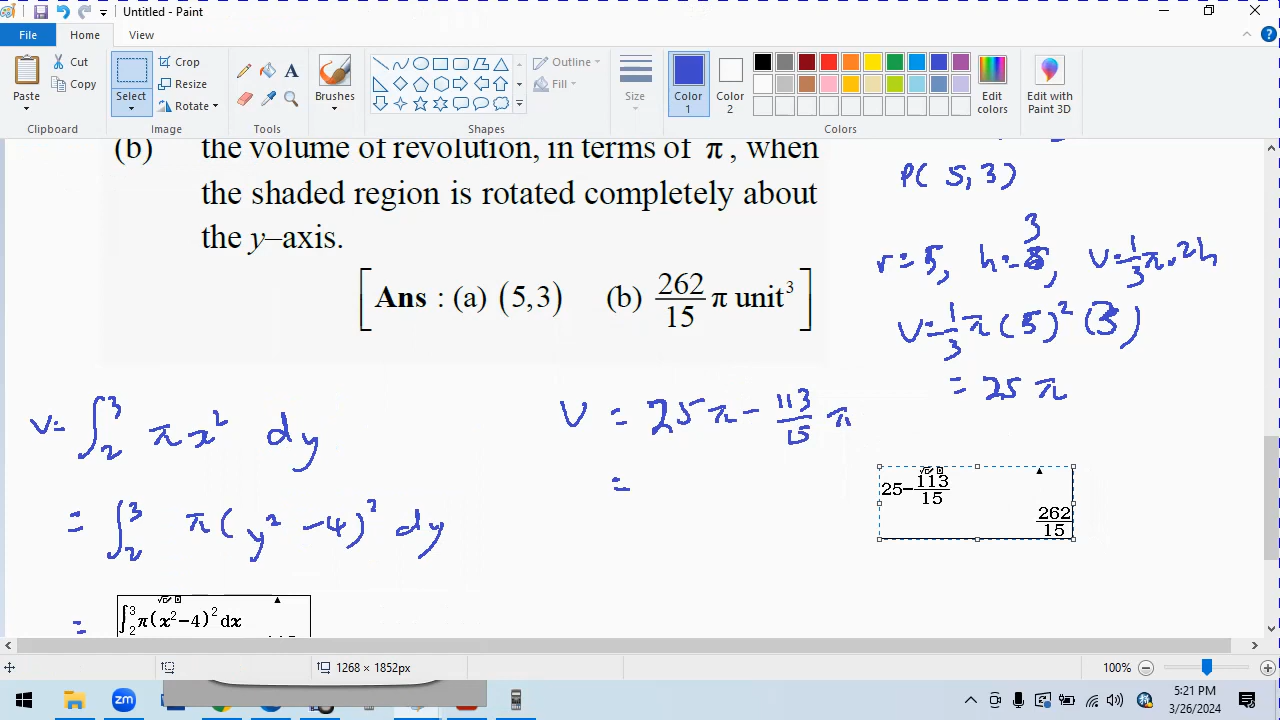 Untitled - Paint
File Home View
Paste
Cut
Copy
Clipboard
Select
Crop
Resize
Rotate
Image
A
Tools
Brushes
Outline
Fill
Shapes
Size
Color 1
Color 2
Edit colors
Colors
Edit with Paint 3D
P(5,3)
(b) the volume of revolution, in terms of π, when
the shaded region is rotated completely about
the y–axis.
[Ans : (a) (5,3) (b) 262/15 π unit³]
r=5, h=3, V=1/3πr2h
V=1/3π(5)²(3)
= 25π
V=∫₂³ πx² dy
= ∫₂³ π(y²-4)² dy
=
∫₂³π(x²-4)²dx
V = 25π - 113/15 π
=
25-113/15
262/15
1268 × 1852px
100%
zm
5:21 PM
3/26/2024